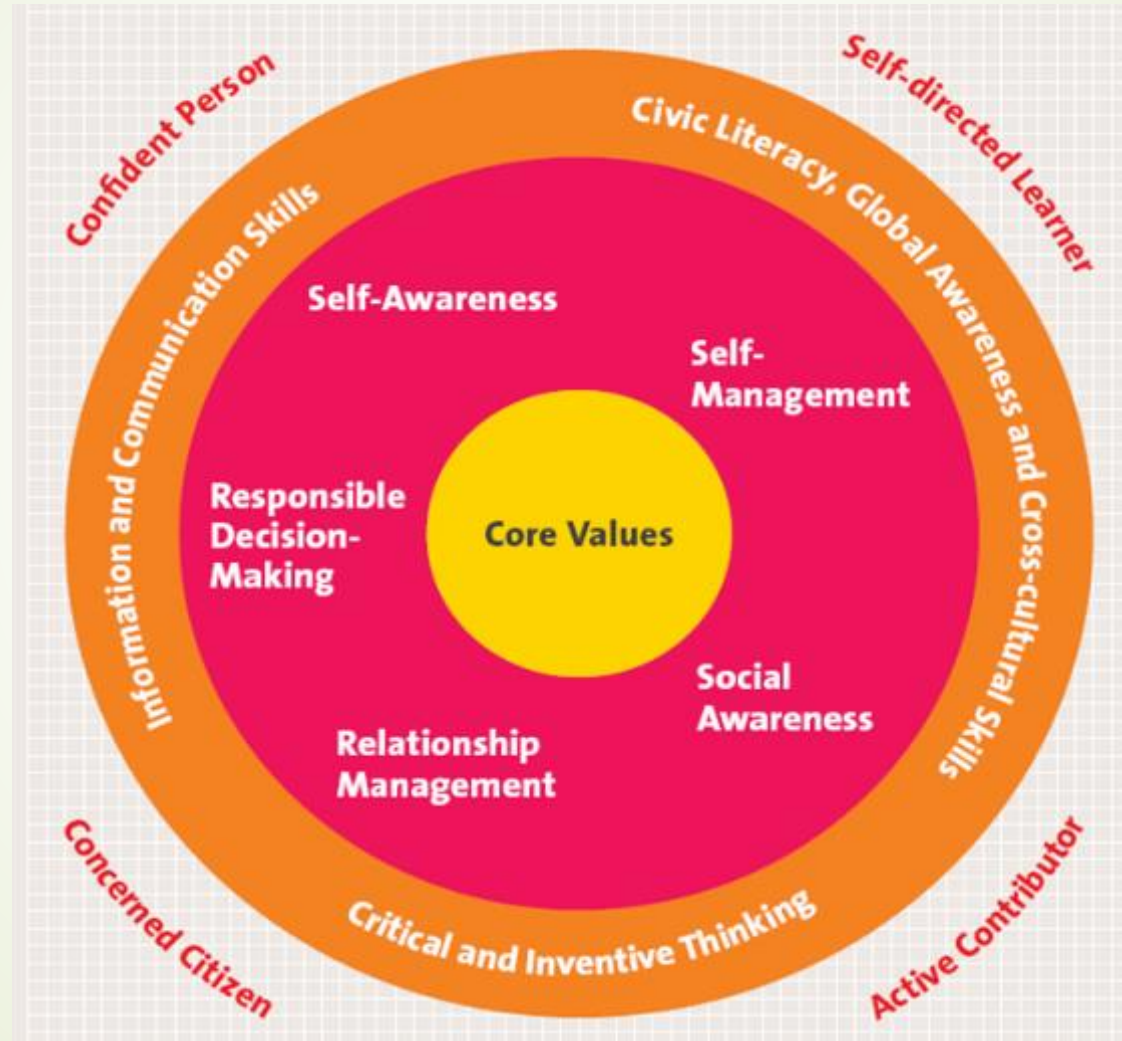 Confident Person
Self-directed Learner
Information and Communication Skills
Civic Literacy, Global Awareness and Cross-cultural Skills
Self-Awareness
Self-
Management
Responsible
Decision-
Making
Core Values
Social
Awareness
Relationship
Management
Critical and Inventive Thinking
Concerned Citizen
Active Contributor